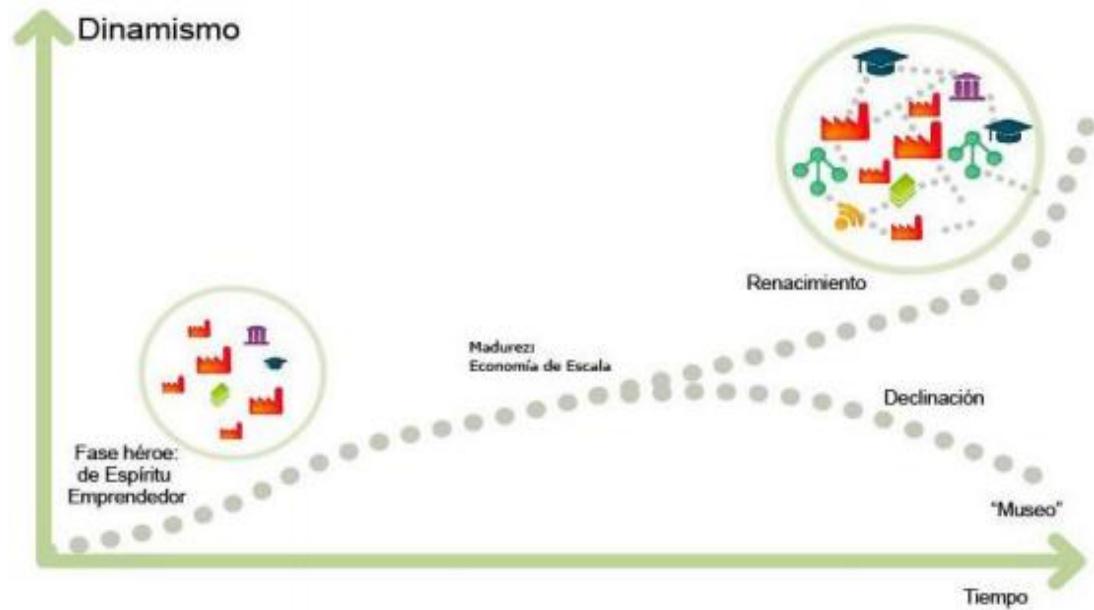 Dinamismo
Renacimiento
Madurez:
Economía de Escala
Declinación
Fase héroe:
de Espíritu
Emprendedor
"Museo"
Tiempo